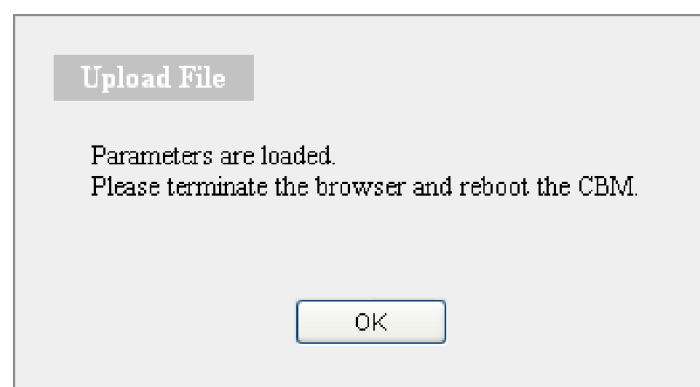 Upload File
Parameters are loaded.
Please terminate the browser and reboot the CBM.
OK